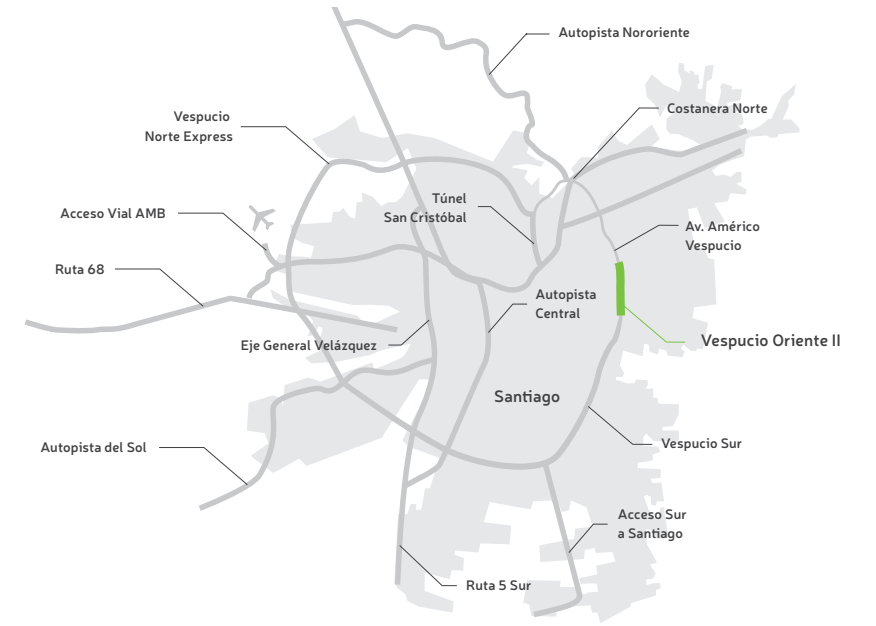 Autopista Nororiente
Costanera Norte
Vespucio
Norte Express
Túnel
San Cristóbal
Acceso Vial AMB
Av. Américo
Vespucio
Ruta 68
Autopista
Central
Eje General Velázquez
Vespucio Oriente II
Santiago
Autopista del Sol
Vespucio Sur
Acceso Sur
a Santiago
Ruta 5 Sur